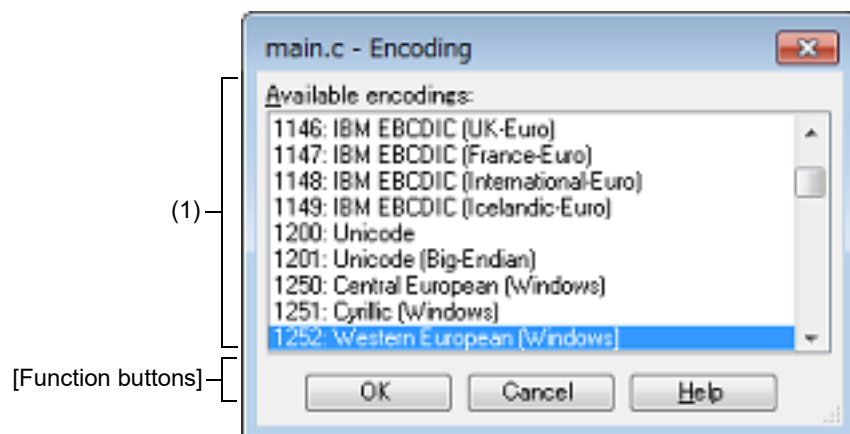 main.c - Encoding
Available encodings:
1146: IBM EBCDIC (UK-Euro)
1147: IBM EBCDIC (France-Euro)
1148: IBM EBCDIC (International-Euro)
1149: IBM EBCDIC (Icelandic-Euro)
(1)
1200: Unicode
1201: Unicode (Big-Endian)
1250: Central European (Windows)
1251: Cyrillic (Windows)
1252: Western European (Windows)
[Function buttons]
OK Cancel Help